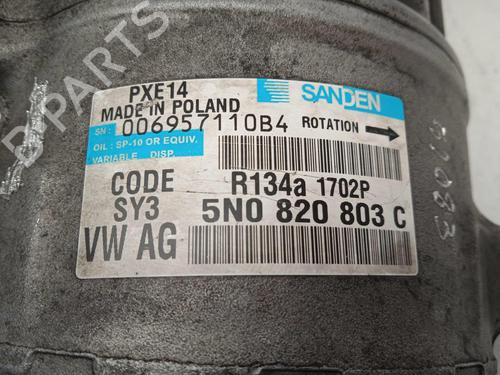 B-PARTS
PXE14
MADE IN POLAND
SANDEN
SN: 006957110B4
ROTATION
OIL: SP-10 OR EQUIV.
VARIABLE DISP.
CODE
R134a 1702P
SY3
5N0 820 803 C
VW AG